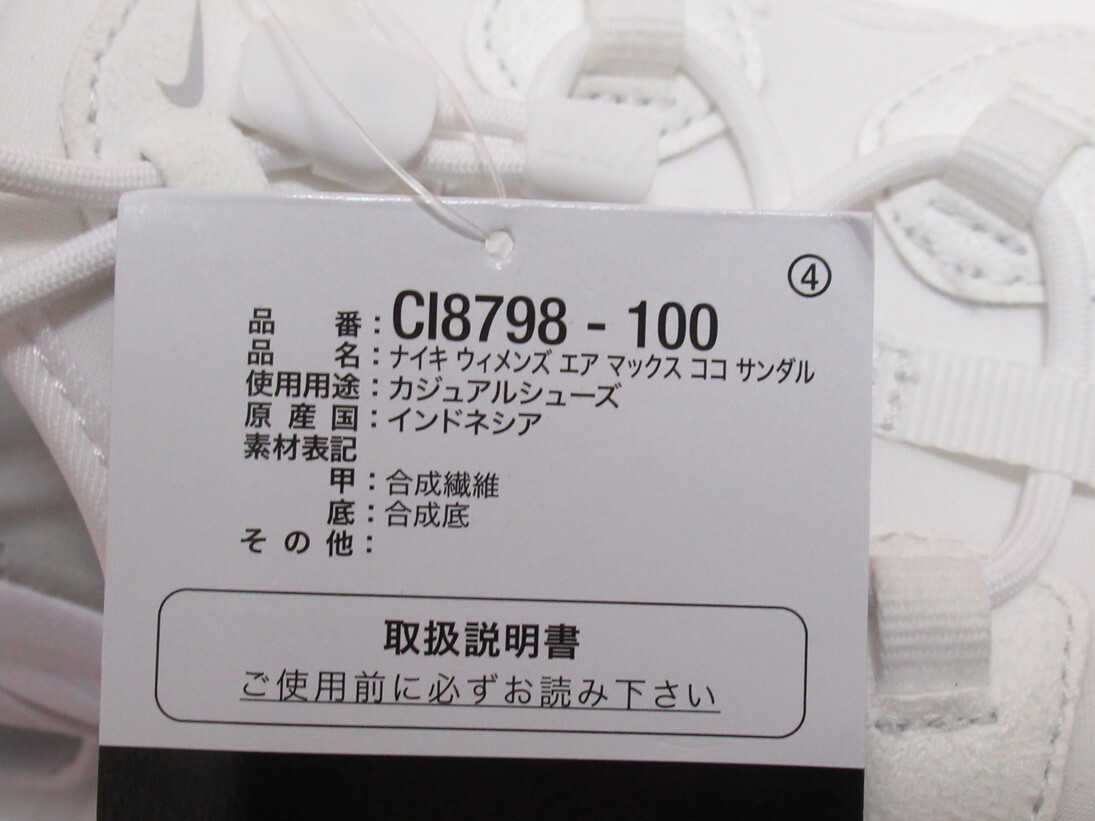 ④
品番：CI8798 - 100
品名：ナイキ ウィメンズ エア マックス ココ サンダル
使用用途：カジュアルシューズ
原産国：インドネシア
素材表記
甲：合成繊維
底：合成底
その他：
取扱説明書
ご使用前に必ずお読み下さい